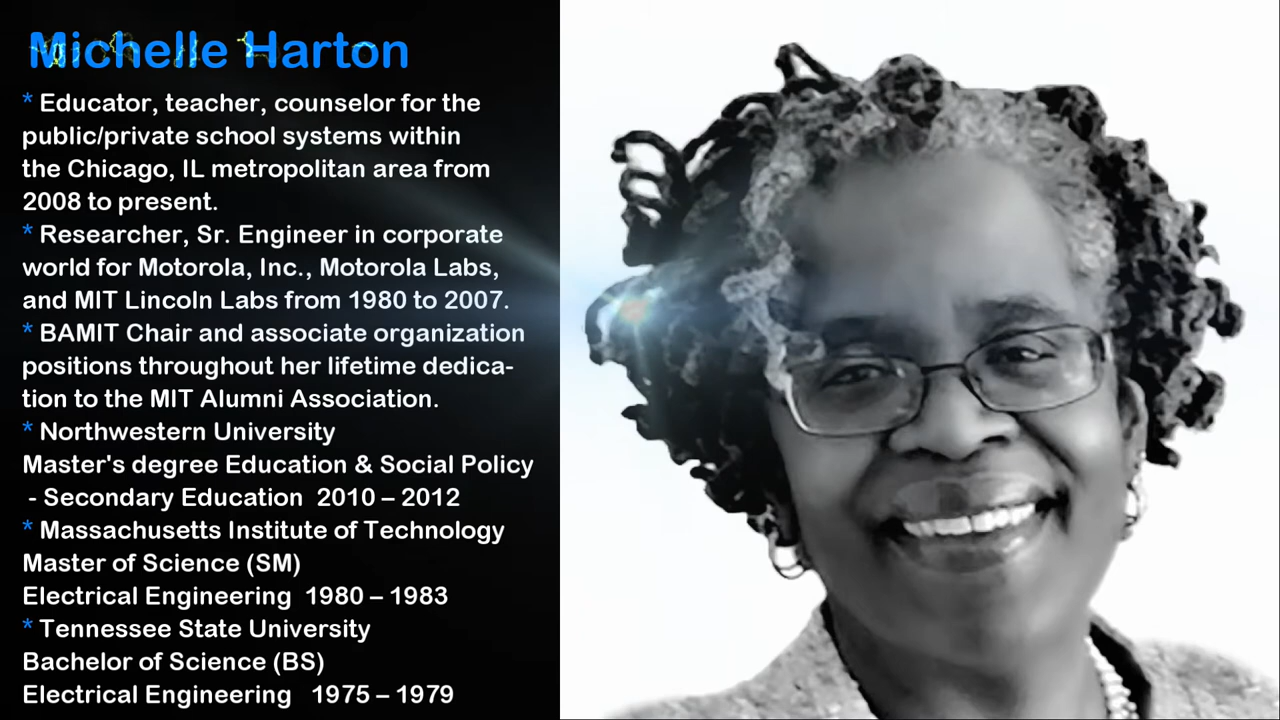 Michelle Harton
* Educator, teacher, counselor for the
public/private school systems within
the Chicago, IL metropolitan area from
2008 to present.
* Researcher, Sr. Engineer in corporate
world for Motorola, Inc., Motorola Labs,
and MIT Lincoln Labs from 1980 to 2007.
* BAMIT Chair and associate organization
positions throughout her lifetime dedica-
tion to the MIT Alumni Association.
* Northwestern University
Master's degree Education & Social Policy
- Secondary Education 2010 – 2012
* Massachusetts Institute of Technology
Master of Science (SM)
Electrical Engineering 1980 – 1983
* Tennessee State University
Bachelor of Science (BS)
Electrical Engineering 1975 – 1979